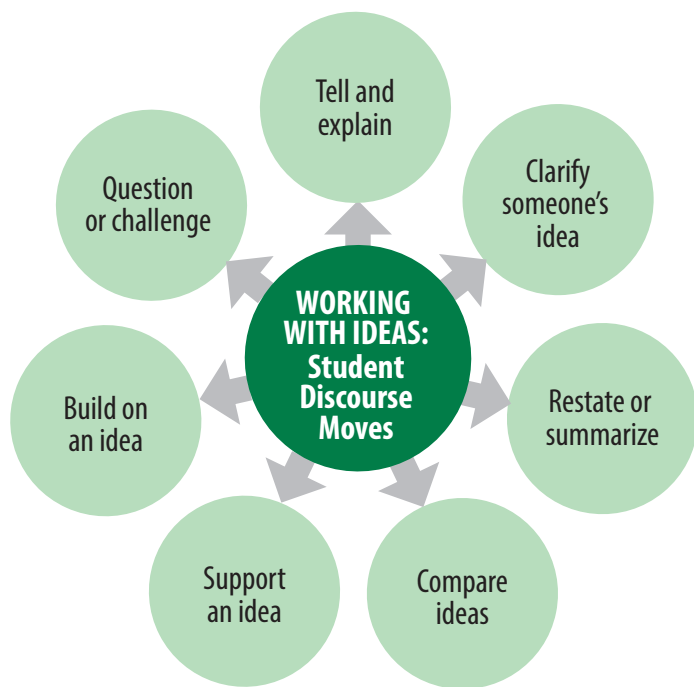 Tell and
explain
Clarify
someone's
idea
Restate or
summarize
Compare
ideas
Support
an idea
Build on
an idea
Question
or challenge
WORKING
WITH IDEAS:
Student
Discourse
Moves